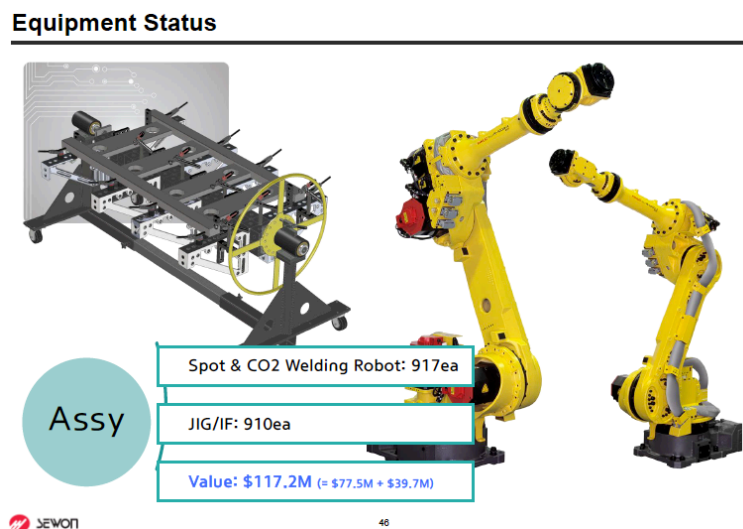 Equipment Status
Spot & CO2 Welding Robot: 917ea
Assy
JIG/IF: 910ea
Value: $117.2M (= $77.5M + $39.7M)
SEWON
46